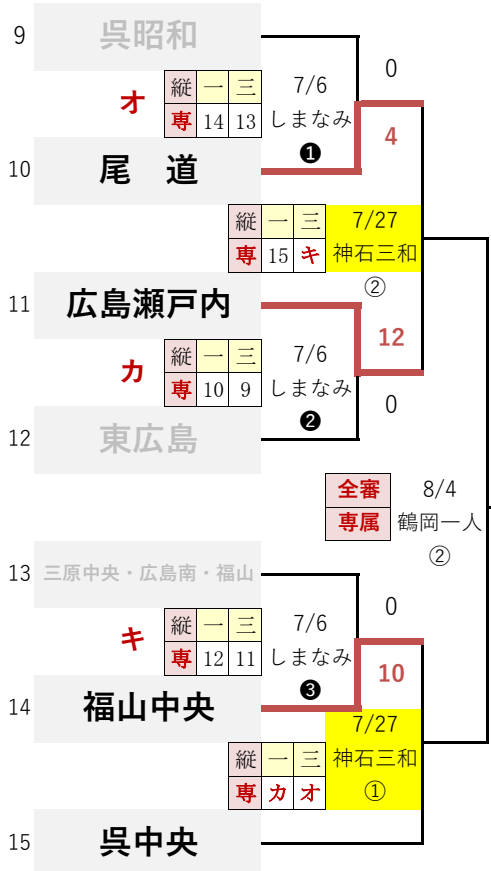 9 呉昭和
0
オ 縦 一 三 7/6
専 14 13 しまなみ
4
❶
10 尾 道
縦 一 三 7/27
専 15 キ 神石三和
②
11 広島瀬戸内
12
カ 縦 一 三 7/6
専 10 9 しまなみ
0
❷
12 東広島
全審 8/4
専属 鶴岡一人
②
13 三原中央・広島南・福山
0
キ 縦 一 三 7/6
専 12 11 しまなみ
10
❸
14 福山中央
7/27
縦 一 三 神石三和
専 カ オ ①
15 呉中央